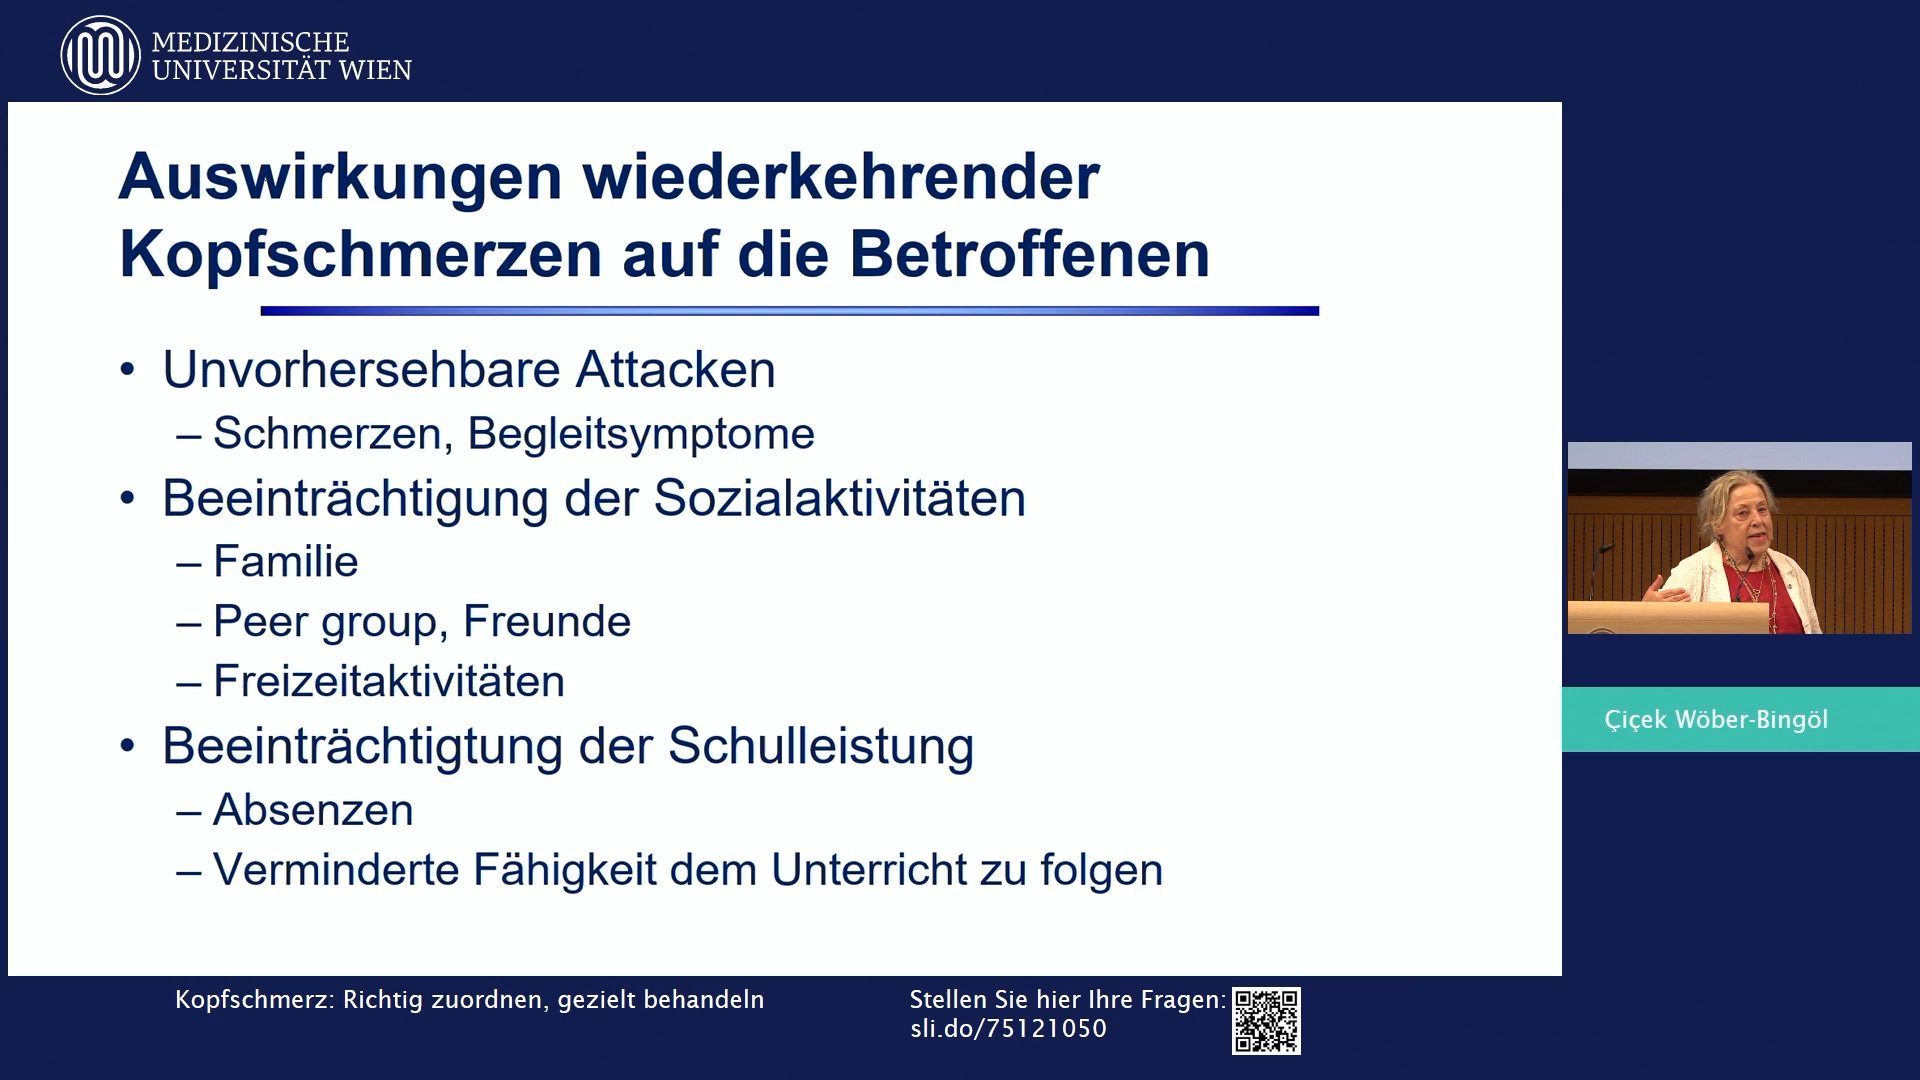 MEDIZINISCHE
UNIVERSITÄT WIEN
Auswirkungen wiederkehrender
Kopfschmerzen auf die Betroffenen
• Unvorhersehbare Attacken
– Schmerzen, Begleitsymptome
• Beeinträchtigung der Sozialaktivitäten
– Familie
– Peer group, Freunde
– Freizeitaktivitäten
• Beeinträchtigtung der Schulleistung
– Absenzen
– Verminderte Fähigkeit dem Unterricht zu folgen
Çiçek Wöber-Bingöl
Kopfschmerz: Richtig zuordnen, gezielt behandeln
Stellen Sie hier Ihre Fragen:
sli.do/75121050